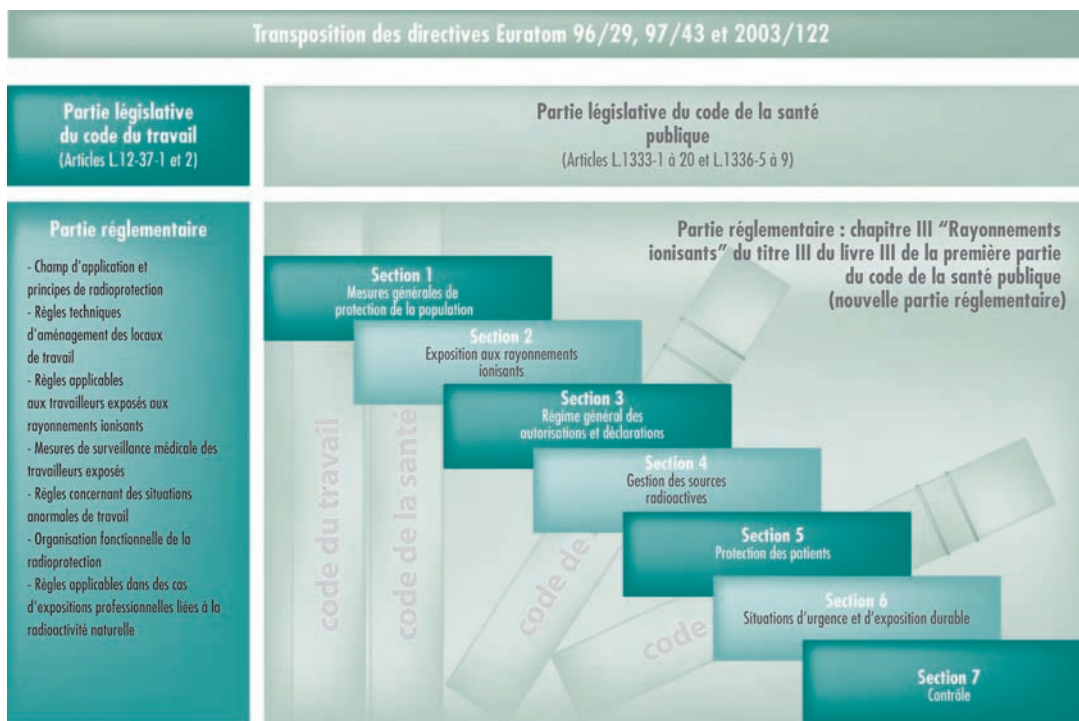 Transposition des directives Euratom 96/29, 97/43 et 2003/122
Partie législative
du code du travail
(Articles L.12-37-1 et 2)
Partie législative du code de la santé
publique
(Articles L.1333-1 à 20 et L.1336-5 à 9)
Partie réglementaire
- Champ d'application et
principes de radioprotection
- Règles techniques
d'aménagement des locaux
de travail
- Règles applicables
aux travailleurs exposés aux
rayonnements ionisants
- Mesures de surveillance médicale des
travailleurs exposés
- Règles concernant des situations
anormales de travail
- Organisation fonctionnelle de la
radioprotection
- Règles applicables dans des cas
d'expositions professionnelles liées à la
radioactivité naturelle
Partie réglementaire : chapitre III “Rayonnements
ionisants” du titre III du livre III de la première partie
du code de la santé publique
(nouvelle partie réglementaire)
Section 1
Mesures générales de
protection de la population
Section 2
Exposition aux rayonnements
ionisants
Section 3
Régime général des
autorisations et déclarations
Section 4
Gestion des sources
radioactives
Section 5
Protection des patients
Section 6
Situations d'urgence et d'exposition durable
Section 7
Contrôle
code du travail
code de la santé
code de
code